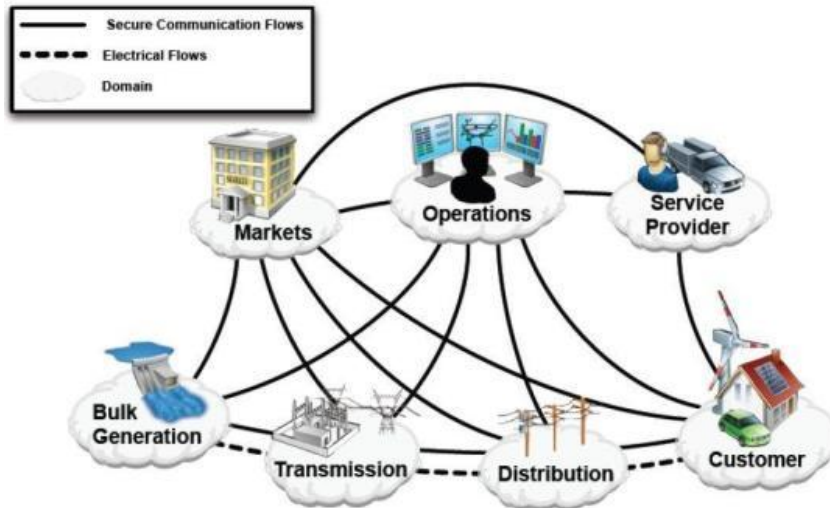 Secure Communication Flows
Electrical Flows
Domain
Markets
Operations
Service
Provider
Bulk
Generation
Transmission
Distribution
Customer